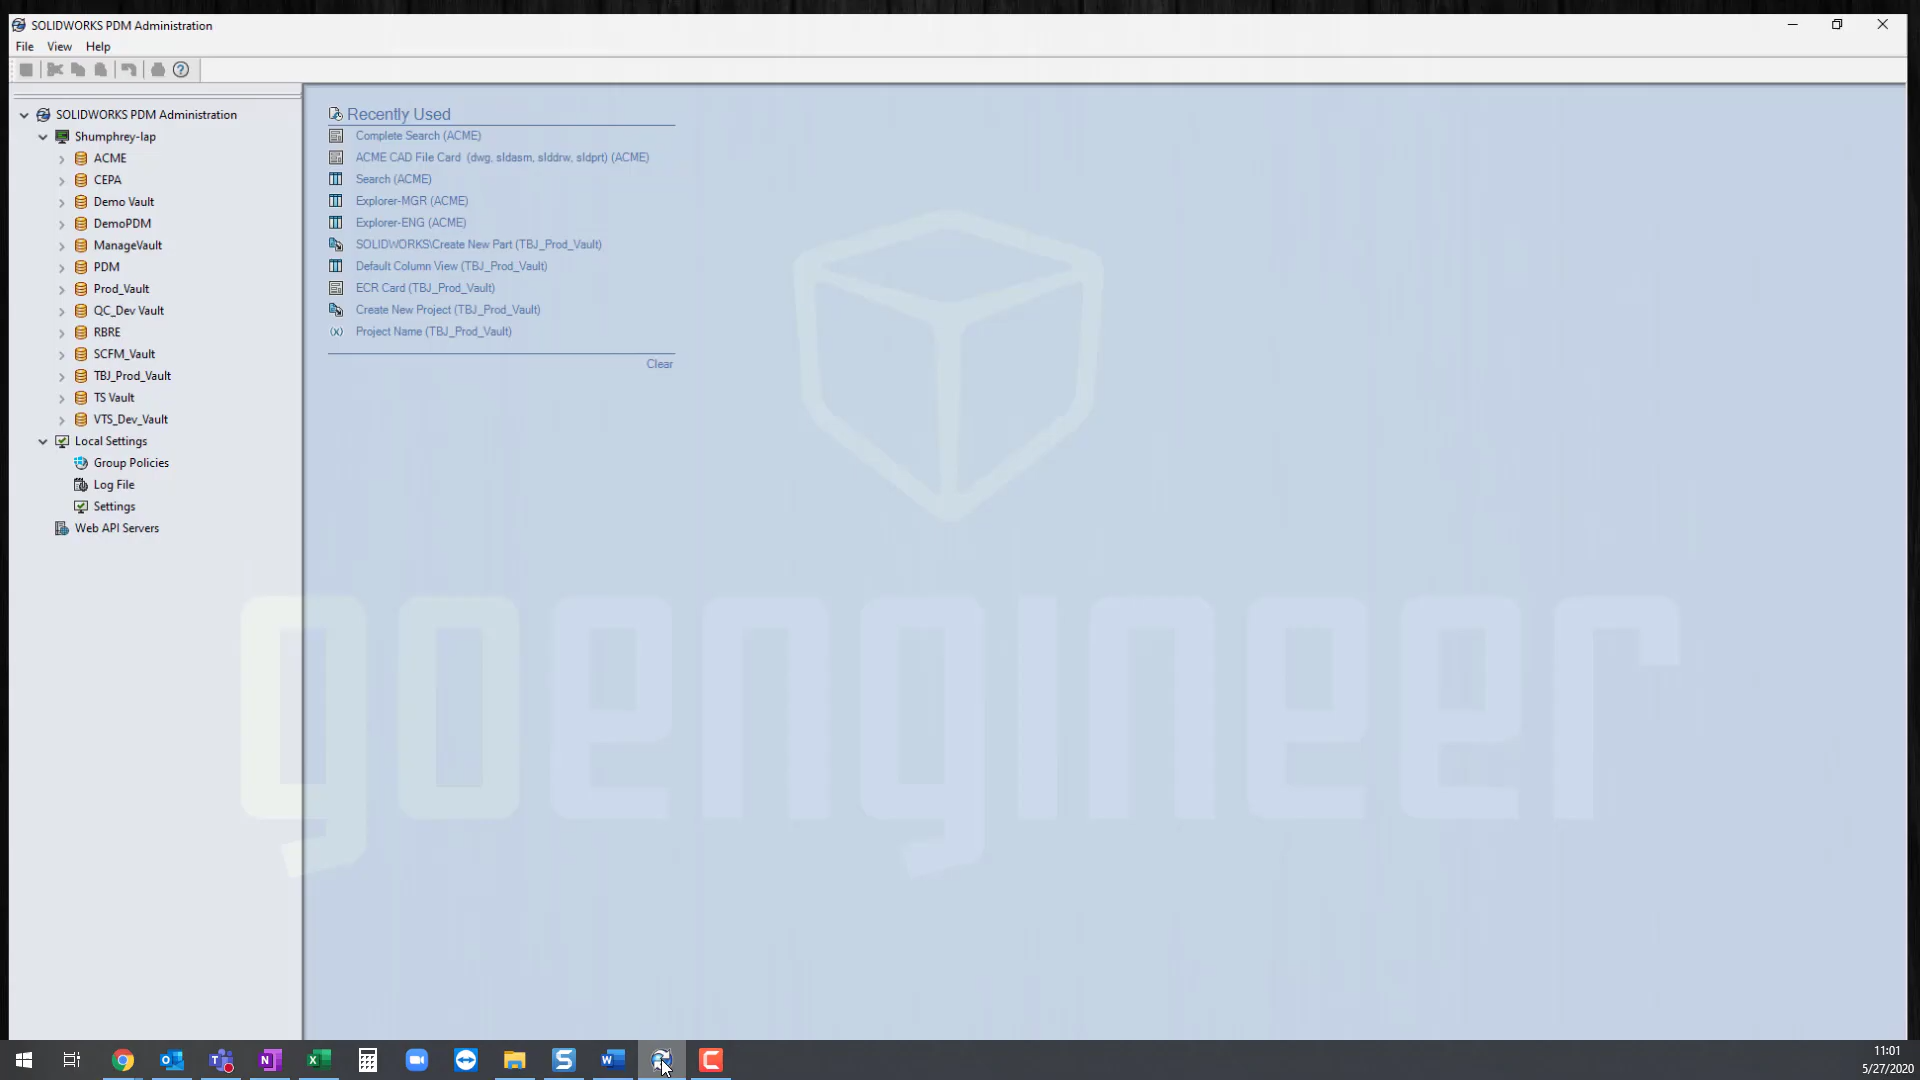 SOLIDWORKS PDM Administration
File View Help
SOLIDWORKS PDM Administration
Shumphrey-lap
ACME
CEPA
Demo Vault
DemoPDM
ManageVault
PDM
Prod_Vault
QC_Dev Vault
RBRE
SCFM_Vault
TBJ_Prod_Vault
TS Vault
VTS_Dev_Vault
Local Settings
Group Policies
Log File
Settings
Web API Servers
Recently Used
Complete Search (ACME)
ACME CAD File Card (dwg, sldasm, slddrw, sldprt) (ACME)
Search (ACME)
Explorer-MGR (ACME)
Explorer-ENG (ACME)
SOLIDWORKS\Create New Part (TBJ_Prod_Vault)
Default Column View (TBJ_Prod_Vault)
ECR Card (TBJ_Prod_Vault)
Create New Project (TBJ_Prod_Vault)
Project Name (TBJ_Prod_Vault)
Clear
goengineer
11:01
5/27/2020